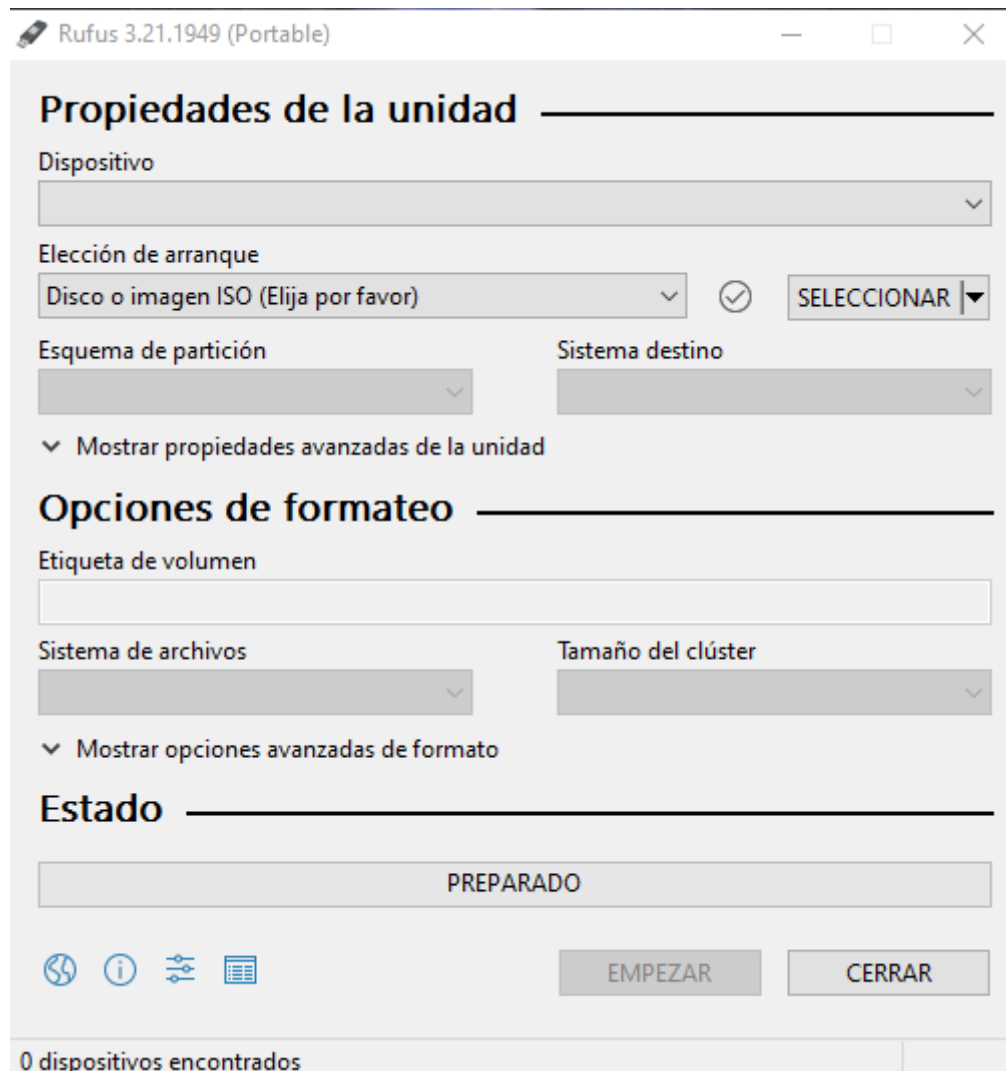 Rufus 3.21.1949 (Portable)
Propiedades de la unidad
Dispositivo
Elección de arranque
Disco o imagen ISO (Elija por favor)
SELECCIONAR
Esquema de partición
Sistema destino
Mostrar propiedades avanzadas de la unidad
Opciones de formateo
Etiqueta de volumen
Sistema de archivos
Tamaño del clúster
Mostrar opciones avanzadas de formato
Estado
PREPARADO
EMPEZAR
CERRAR
0 dispositivos encontrados